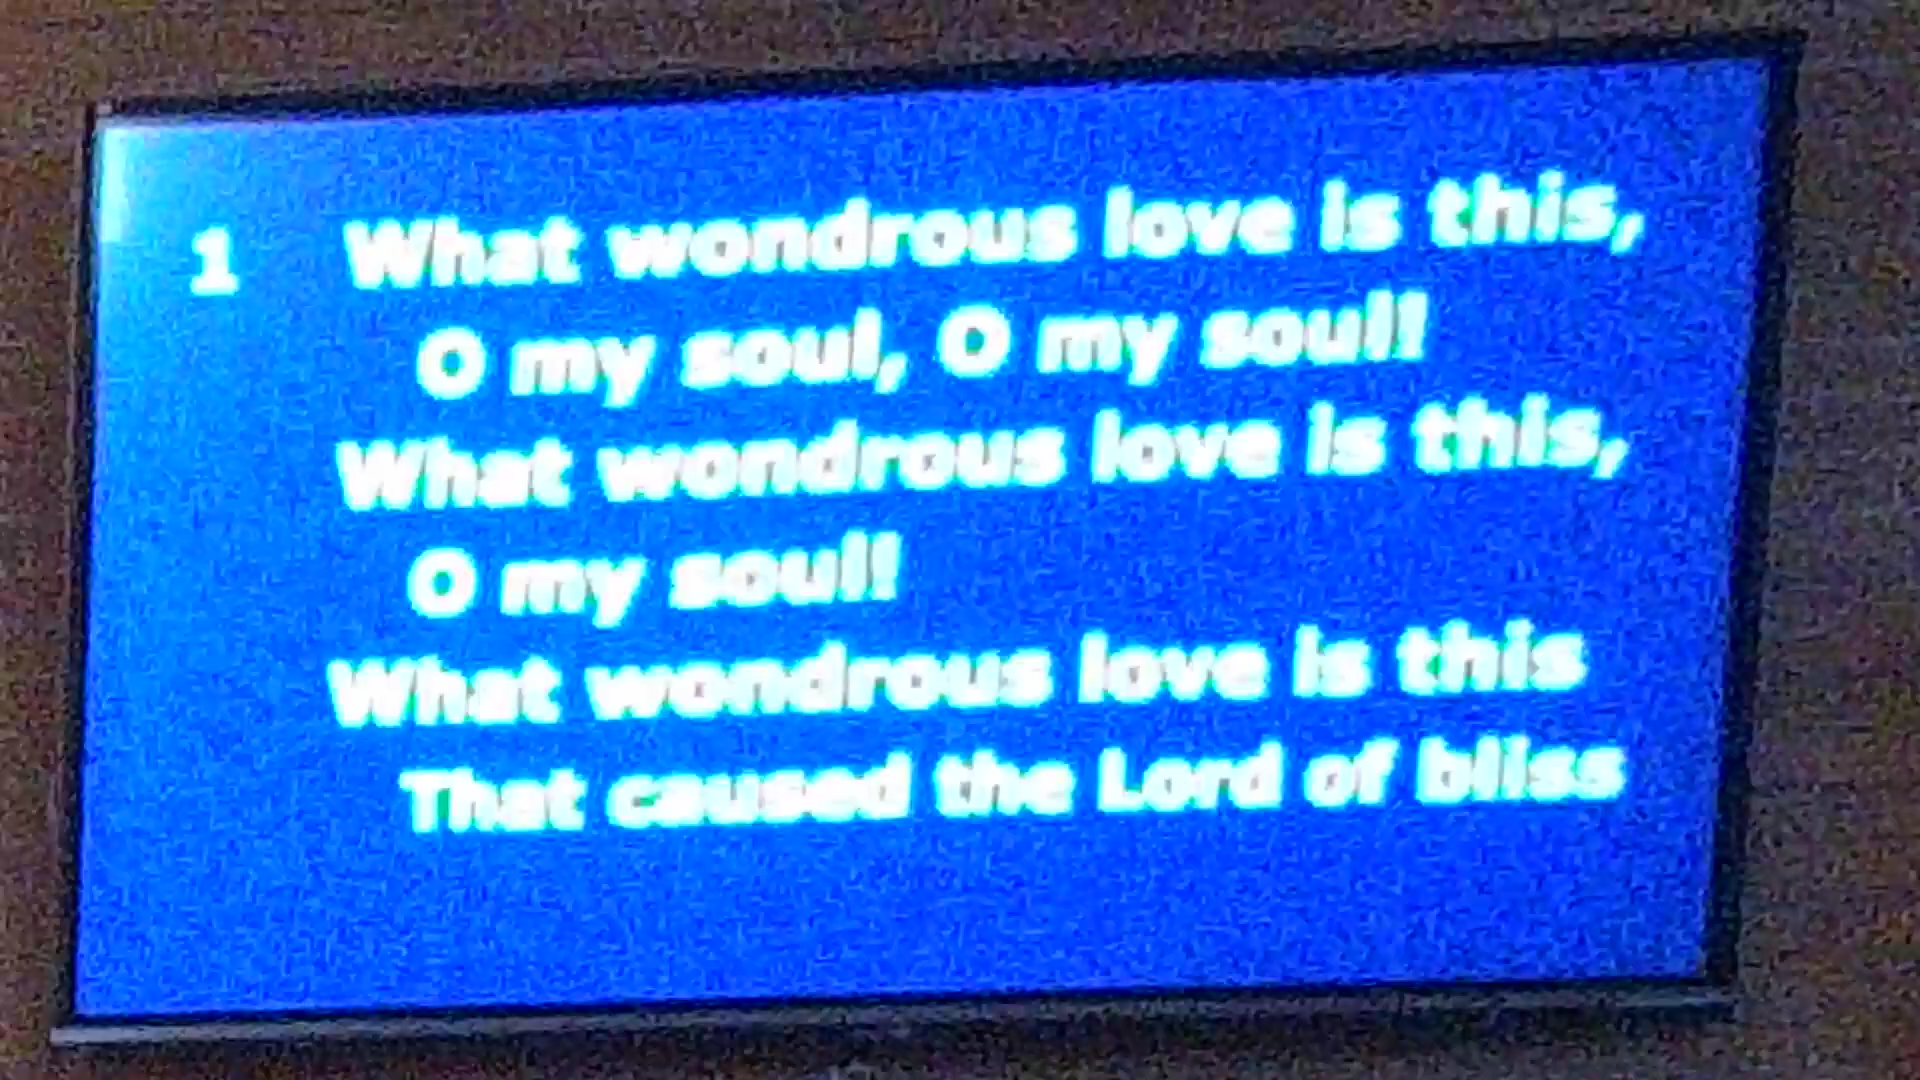 1 What wondrous love is this,
O my soul, O my soul!
What wondrous love is this,
O my soul!
What wondrous love is this
That caused the Lord of bliss